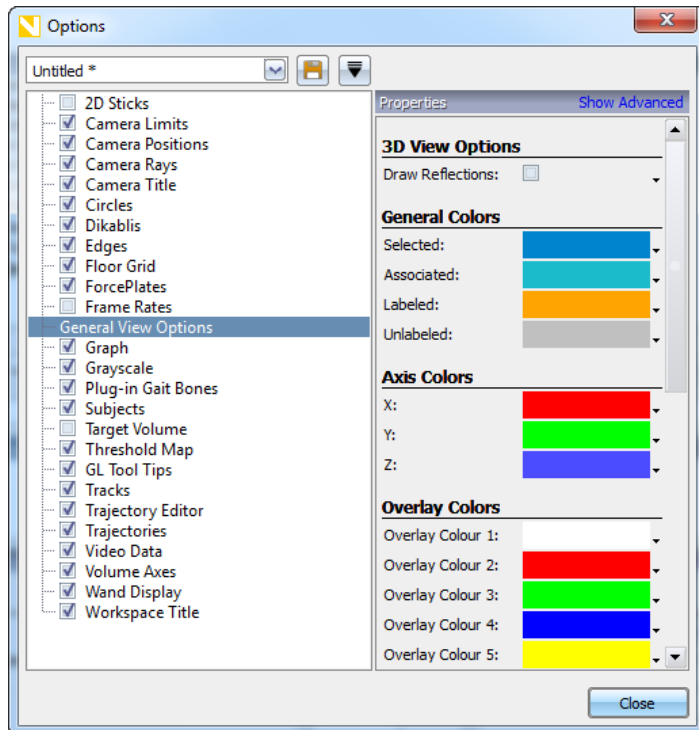 Options
Untitled *
2D Sticks
Camera Limits
Camera Positions
Camera Rays
Camera Title
Circles
Dikablis
Edges
Floor Grid
ForcePlates
Frame Rates
General View Options
Graph
Grayscale
Plug-in Gait Bones
Subjects
Target Volume
Threshold Map
GL Tool Tips
Tracks
Trajectory Editor
Trajectories
Video Data
Volume Axes
Wand Display
Workspace Title
Properties Show Advanced
3D View Options
Draw Reflections:
General Colors
Selected:
Associated:
Labeled:
Unlabeled:
Axis Colors
X:
Y:
Z:
Overlay Colors
Overlay Colour 1:
Overlay Colour 2:
Overlay Colour 3:
Overlay Colour 4:
Overlay Colour 5:
Close